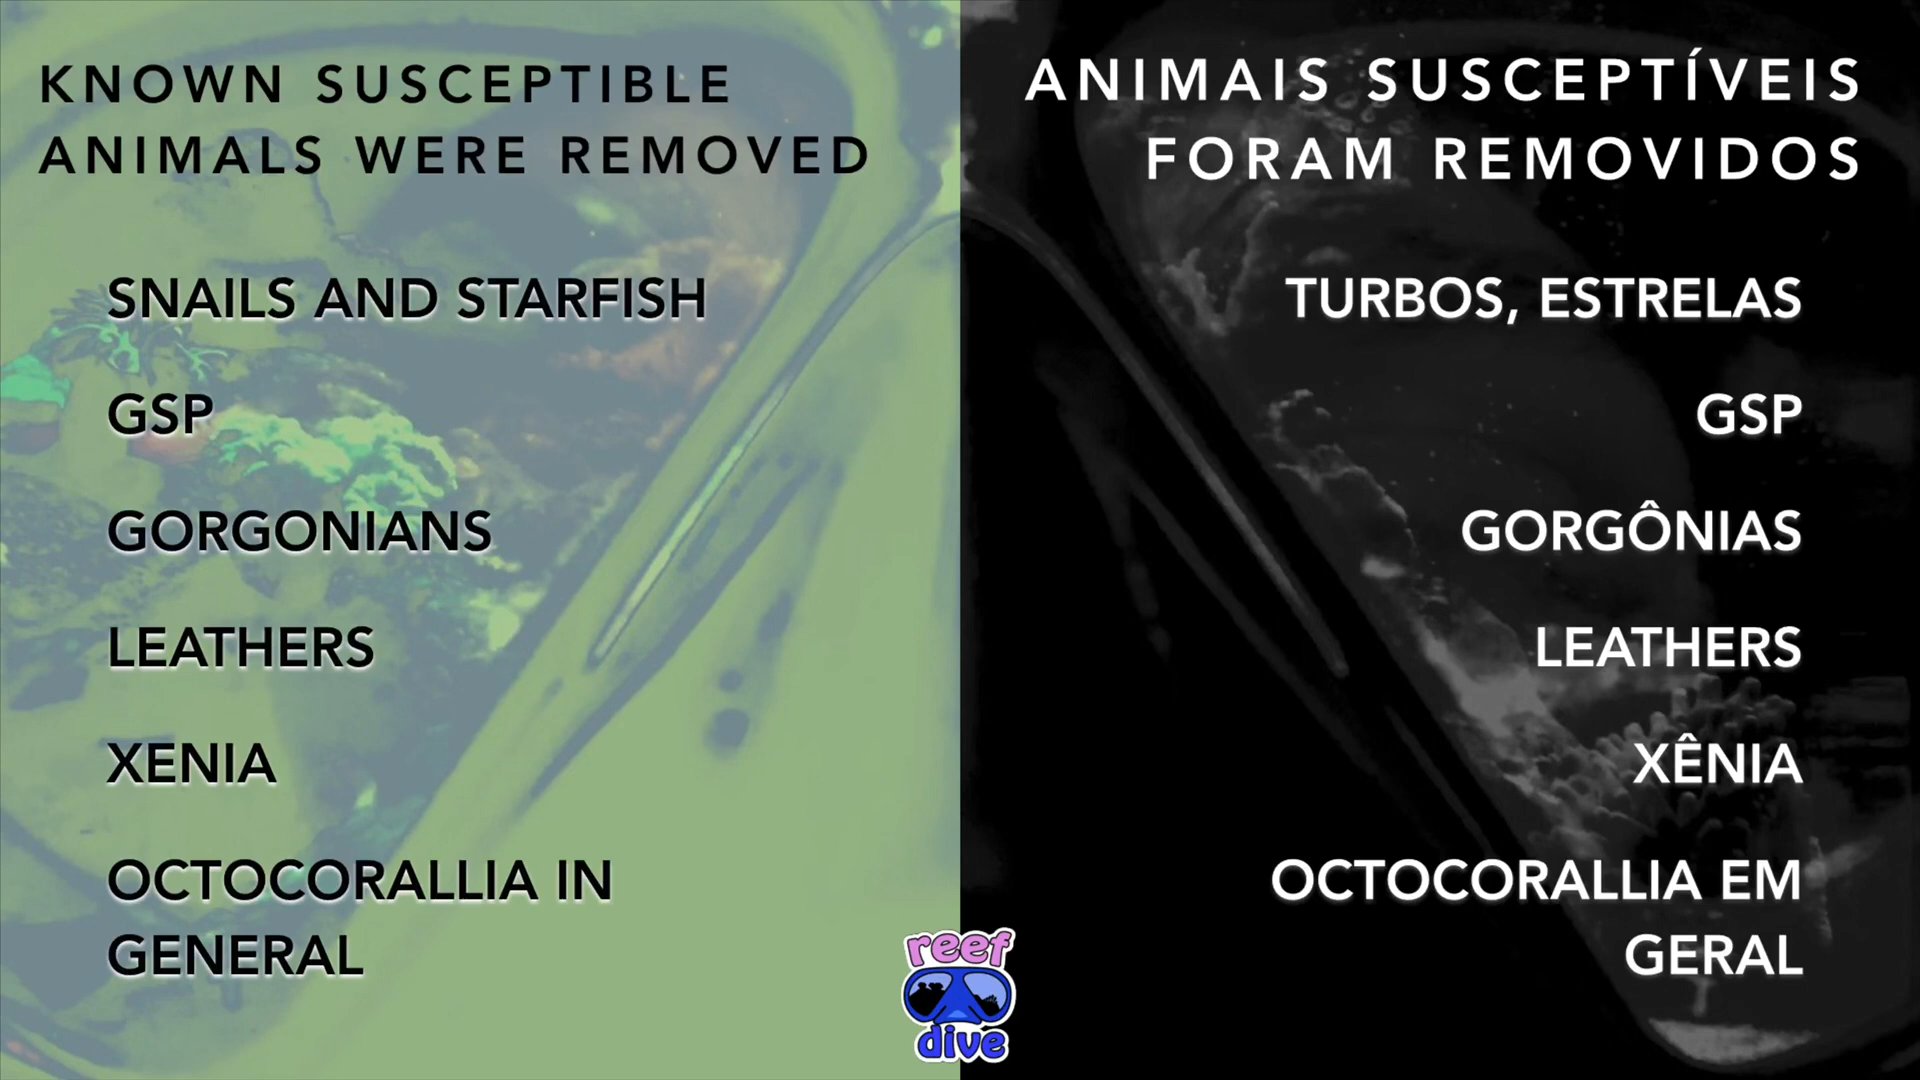 KNOWN SUSCEPTIBLE
ANIMALS WERE REMOVED
SNAILS AND STARFISH
GSP
GORGONIANS
LEATHERS
XENIA
OCTOCORALLIA IN
GENERAL
ANIMAIS SUSCEPTÍVEIS
FORAM REMOVIDOS
TURBOS, ESTRELAS
GSP
GORGÔNIAS
LEATHERS
XÊNIA
OCTOCORALLIA EM
GERAL
reef
dive